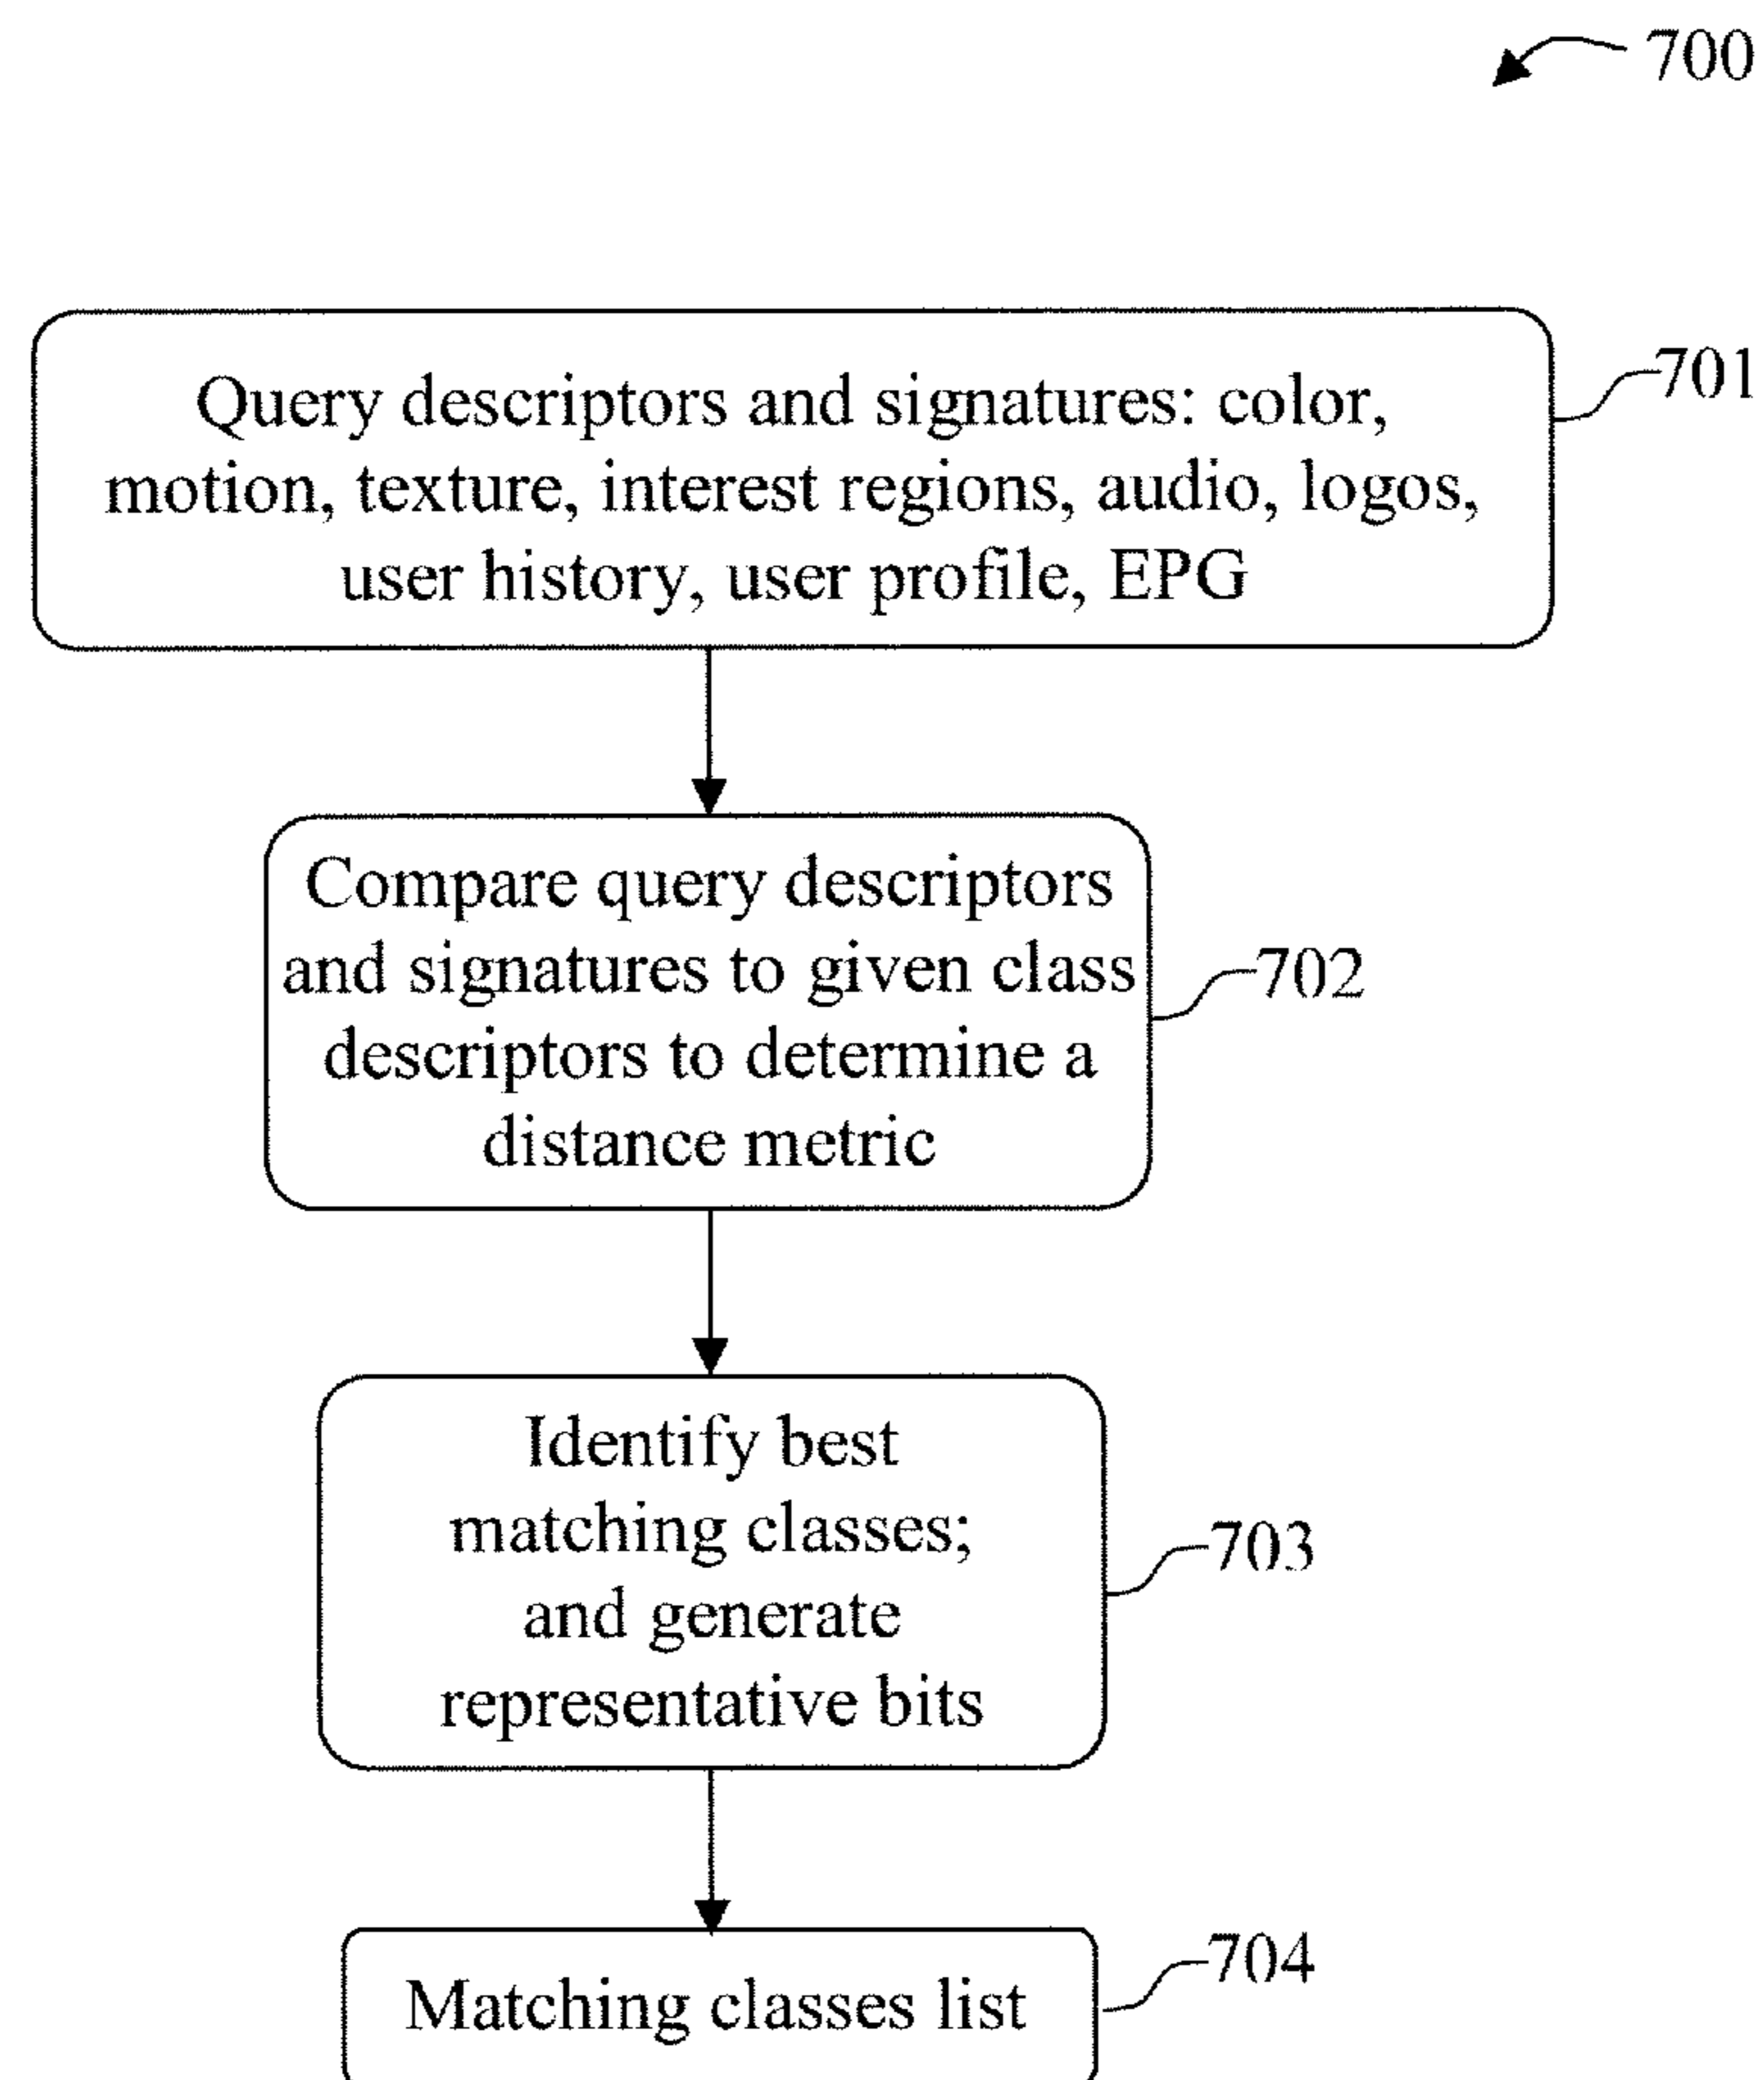 700
Query descriptors and signatures: color,
motion, texture, interest regions, audio, logos,
user history, user profile, EPG
701
Compare query descriptors
and signatures to given class
descriptors to determine a
distance metric
702
Identify best
matching classes;
and generate
representative bits
703
Matching classes list
704